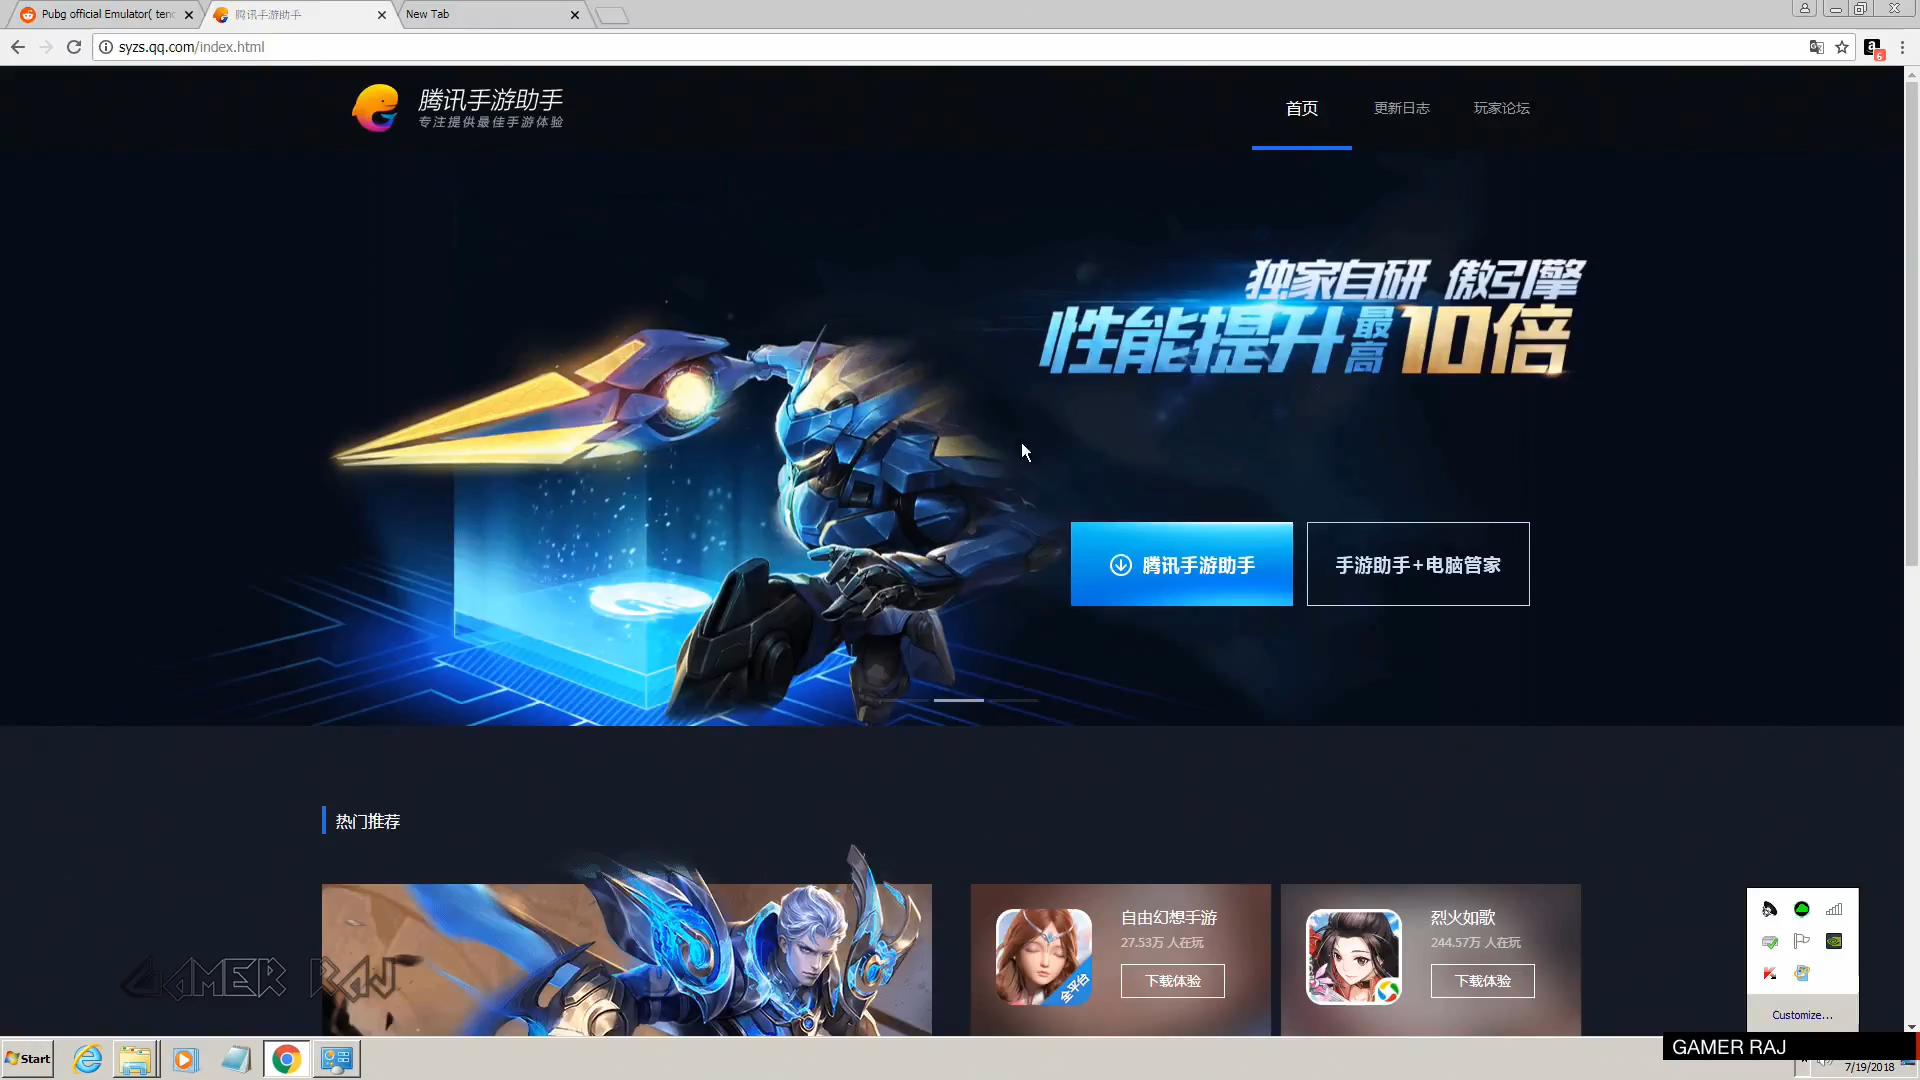 Pubg official Emulator( tenc
腾讯手游助手
New Tab
syzs.qq.com/index.html
腾讯手游助手
专注提供最佳手游体验
首页
更新日志
玩家论坛
独家自研 傲引擎
性能提升最高10倍
腾讯手游助手
手游助手+电脑管家
热门推荐
自由幻想手游
27.53万 人在玩
下载体验
全平台
烈火如歌
244.57万 人在玩
下载体验
GAMER RAJ
Customize...
GAMER RAJ
Start
7/19/2018
a
6